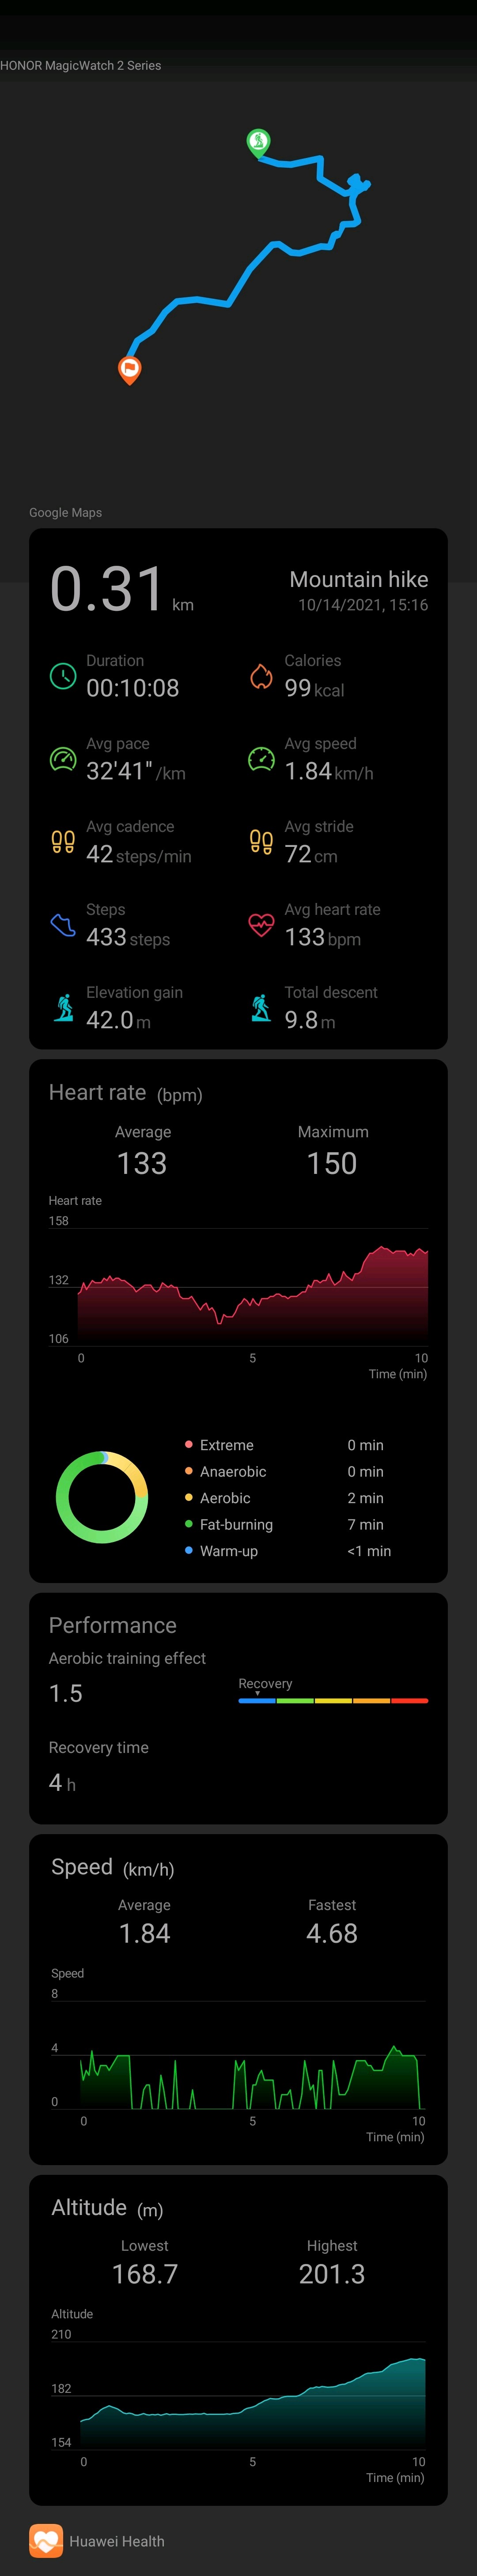 HONOR MagicWatch 2 Series
Google Maps
0.31 km
Mountain hike
10/14/2021, 15:16
Duration
00:10:08
Calories
99 kcal
Avg pace
32'41" /km
Avg speed
1.84 km/h
Avg cadence
42 steps/min
Avg stride
72 cm
Steps
433 steps
Avg heart rate
133 bpm
Elevation gain
42.0 m
Total descent
9.8 m
Heart rate (bpm)
Average
133
Maximum
150
Heart rate
158
132
106
0 5 10
Time (min)
Extreme 0 min
Anaerobic 0 min
Aerobic 2 min
Fat-burning 7 min
Warm-up <1 min
Performance
Aerobic training effect
1.5
Recovery
Recovery time
4 h
Speed (km/h)
Average
1.84
Fastest
4.68
Speed
8
4
0
0 5 10
Time (min)
Altitude (m)
Lowest
168.7
Highest
201.3
Altitude
210
182
154
0 5 10
Time (min)
Huawei Health